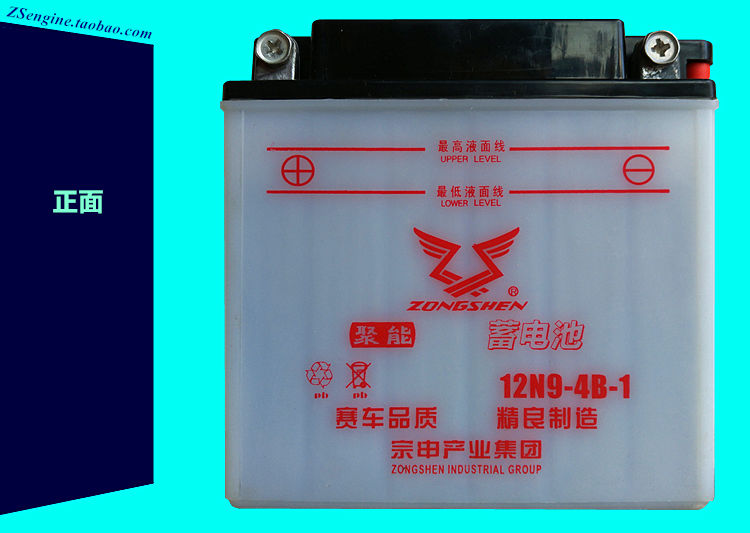 ZSengine.taobao.com
正面
最高液面线
UPPER LEVEL
最低液面线
LOWER LEVEL
ZONGSHEN®
聚能 蓄电池
pb pb 12N9-4B-1
赛车品质 精良制造
宗申产业集团
ZONGSHEN INDUSTRIAL GROUP